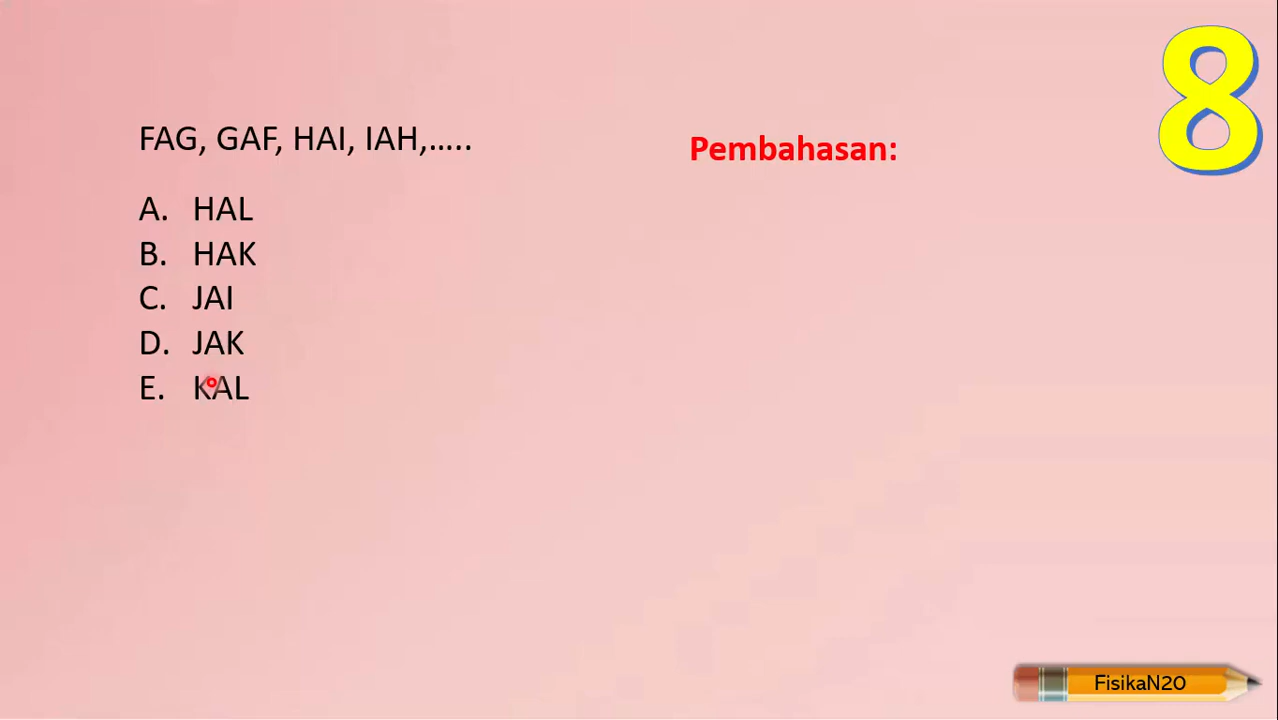 8
FAG, GAF, HAI, IAH,…..
Pembahasan:
A. HAL
B. HAK
C. JAI
D. JAK
E. KAL
FisikaN20